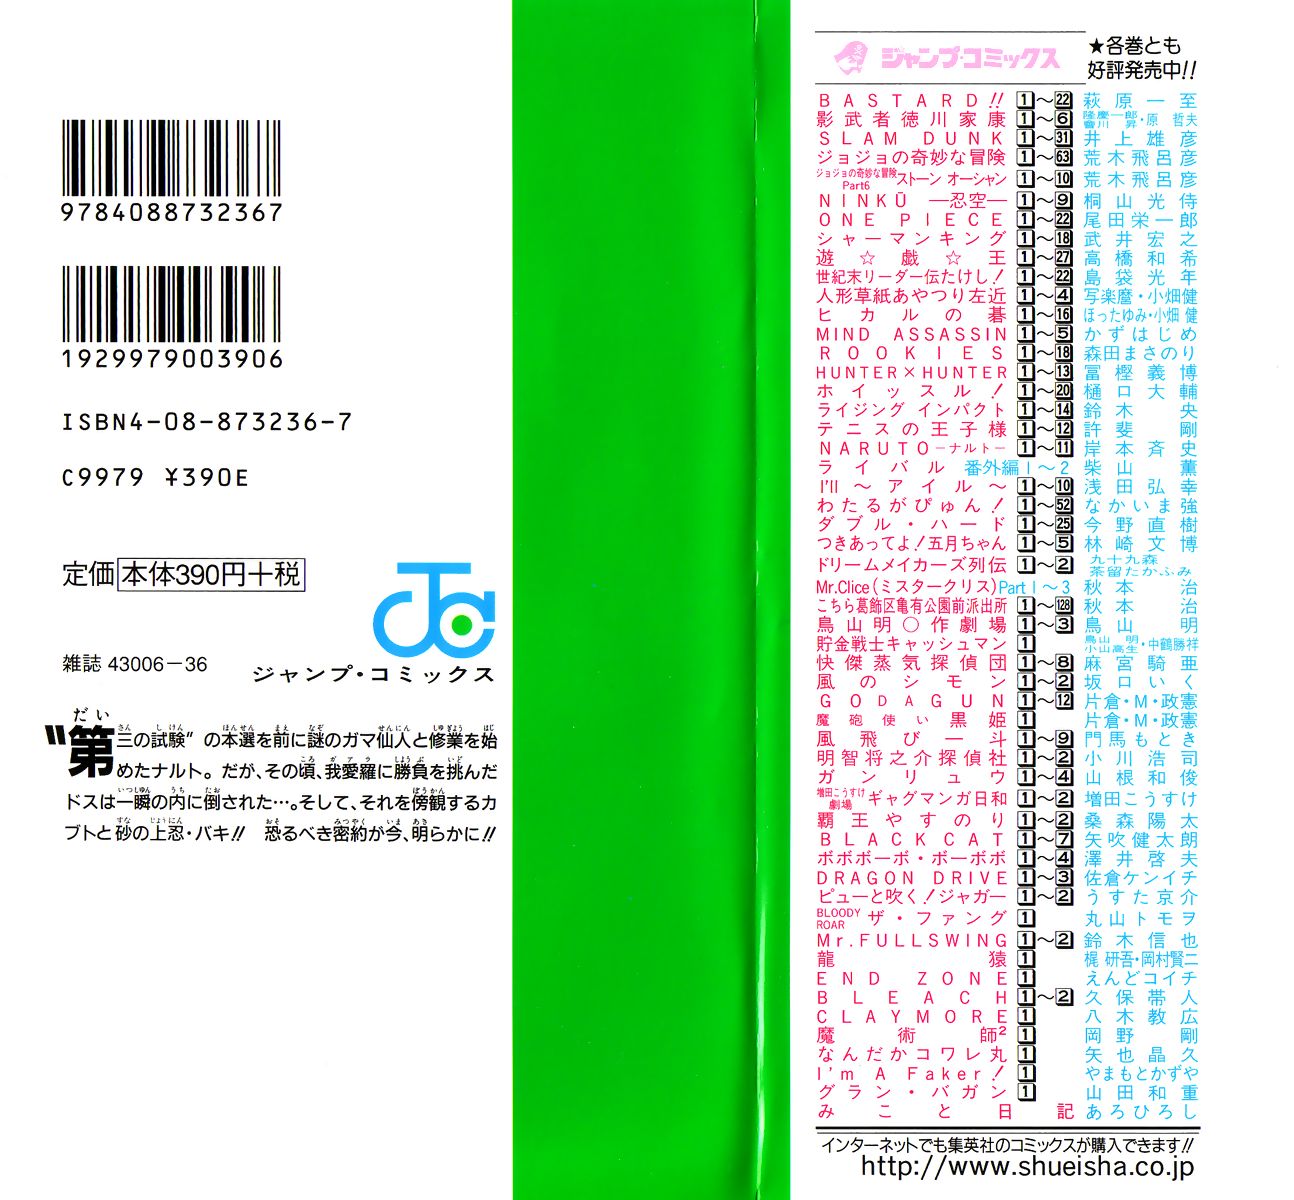 9784088732367
1929979003906
ISBN4-08-873236-7
C9979 ¥390E
定価 本体390円+税
雑誌 43006-36
ジャンプ・コミックス
〝第三の試験〟の本選を前に謎のガマ仙人と修業を始
めたナルト。だが、その頃、我愛羅に勝負を挑んだ
ドスは一瞬の内に倒された…。そして、それを傍観するカ
ブトと砂の上忍・バキ!! 恐るべき密約が今、明らかに!!
ジャンプ・コミックス
★各巻とも
好評発売中!!
BASTARD!! 1~22 萩原一至
影武者徳川家康 1~6 隆慶一郎・會川昇・原哲夫
SLAM DUNK 1~31 井上雄彦
ジョジョの奇妙な冒険 1~63 荒木飛呂彦
ジョジョの奇妙な冒険 Part6 ストーン オーシャン 1~10 荒木飛呂彦
NINKŪ —忍空— 1~9 桐山光侍
ONE PIECE 1~22 尾田栄一郎
シャーマンキング 1~18 武井宏之
遊☆戯☆王 1~27 高橋和希
世紀末リーダー伝たけし! 1~22 島袋光年
人形草紙あやつり左近 1~4 写楽麿・小畑健
ヒカルの碁 1~16 ほったゆみ・小畑健
MIND ASSASSIN 1~5 かずはじめ
ROOKIES 1~18 森田まさのり
HUNTER×HUNTER 1~13 冨樫義博
ホイッスル! 1~20 樋口大輔
ライジング インパクト 1~14 鈴木央
テニスの王子様 1~12 許斐剛
NARUTO—ナルト— 1~11 岸本斉史
ライバル 番外編1~2 柴山薫
I'll ~アイル~ 1~10 浅田弘幸
わたるがぴゅん! 1~52 なかいま強
ダブル・ハード 1~25 今野直樹
つきあってよ!五月ちゃん 1~5 林崎文博
ドリームメイカーズ列伝 1~2 九十九森 茶留たかふみ
Mr.Clice(ミスタークリス) Part1~3 秋本治
こちら葛飾区亀有公園前派出所 1~128 秋本治
鳥山明○作劇場 1~3 鳥山明
貯金戦士キャッシュマン 1 鳥山明・小山高生・中鶴勝祥
快傑蒸気探偵団 1~8 麻宮騎亜
風のシモン 1~2 坂口いく
GODAGUN 1~12 片倉・M・政憲
魔砲使い黒姫 1 片倉・M・政憲
風飛び一斗 1~9 門馬もとき
明智将之介探偵社 1~2 小川浩司
ガンリュウ 1~4 山根和俊
増田こうすけ劇場 ギャグマンガ日和 1~2 増田こうすけ
覇王やすのり 1~2 桑森陽太
BLACK CAT 1~7 矢吹健太朗
ボボボーボ・ボーボボ 1~4 澤井啓夫
DRAGON DRIVE 1~3 佐倉ケンイチ
ピューと吹く!ジャガー 1~2 うすた京介
BLOODY ROAR ザ・ファング 1 丸山トモヲ
Mr.FULLSWING 1~2 鈴木信也
龍猿 1 梶研吾・岡村賢二
END ZONE 1 えんどコイチ
BLEACH 1~2 久保帯人
CLAYMORE 1 八木教広
魔術師² 1 岡野剛
なんだかコワレ丸 1 矢也晶久
I'm A Faker! 1 やまもとかずや
グラン・バガン 1 山田和重
みこと日記 あろひろし
インターネットでも集英社のコミックスが購入できます!!
http://www.shueisha.co.jp